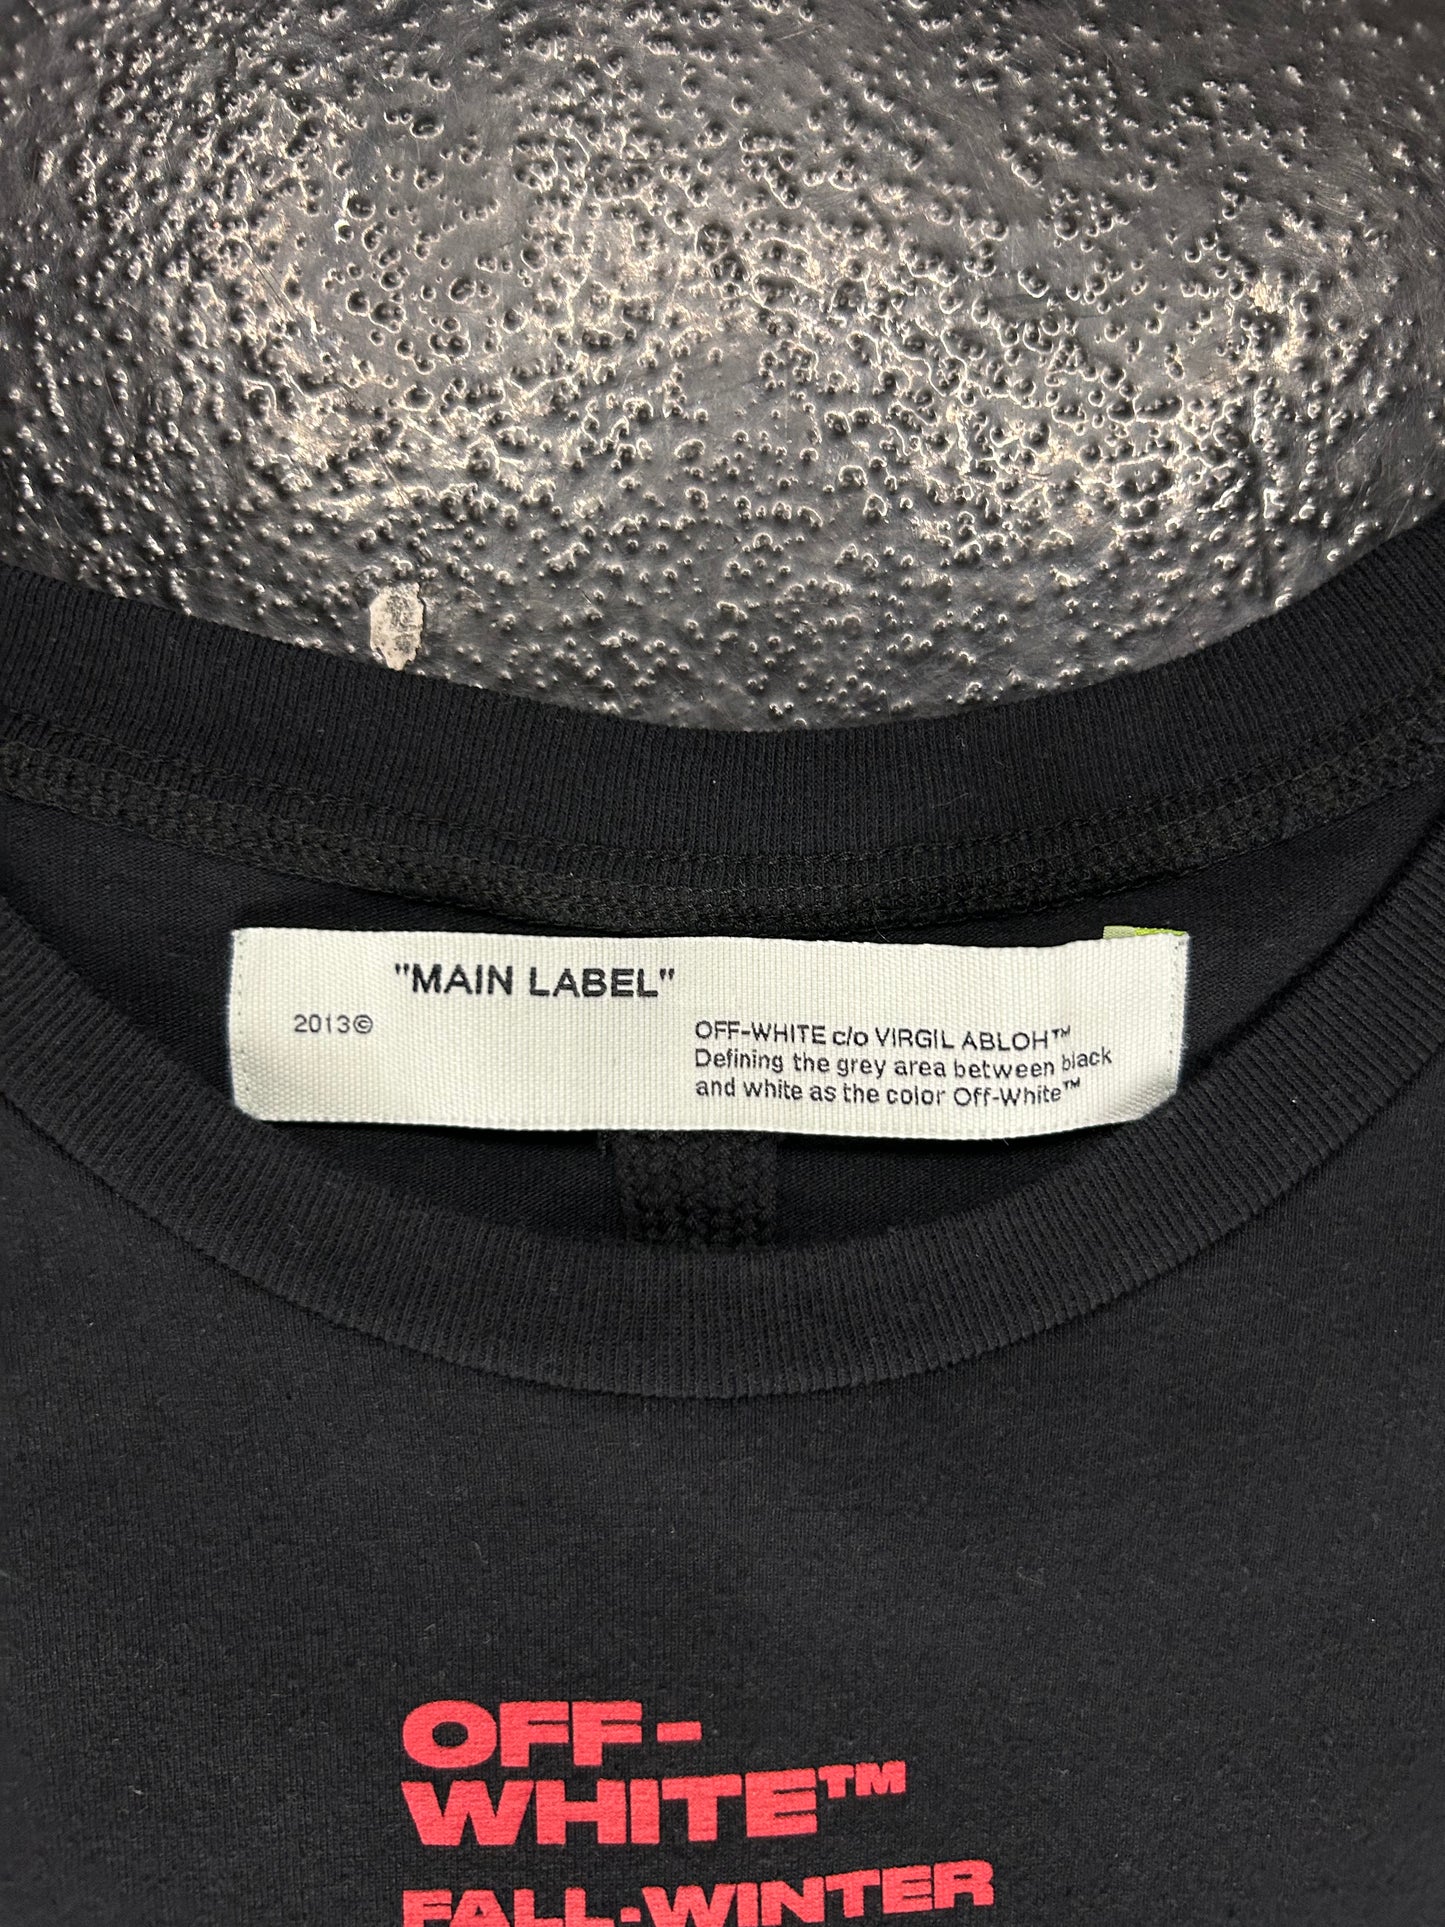 "MAIN LABEL"
2013©
OFF-WHITE c/o VIRGIL ABLOH™
Defining the grey area between black
and white as the color Off-White™
OFF-
WHITE™
FALL-WINTER